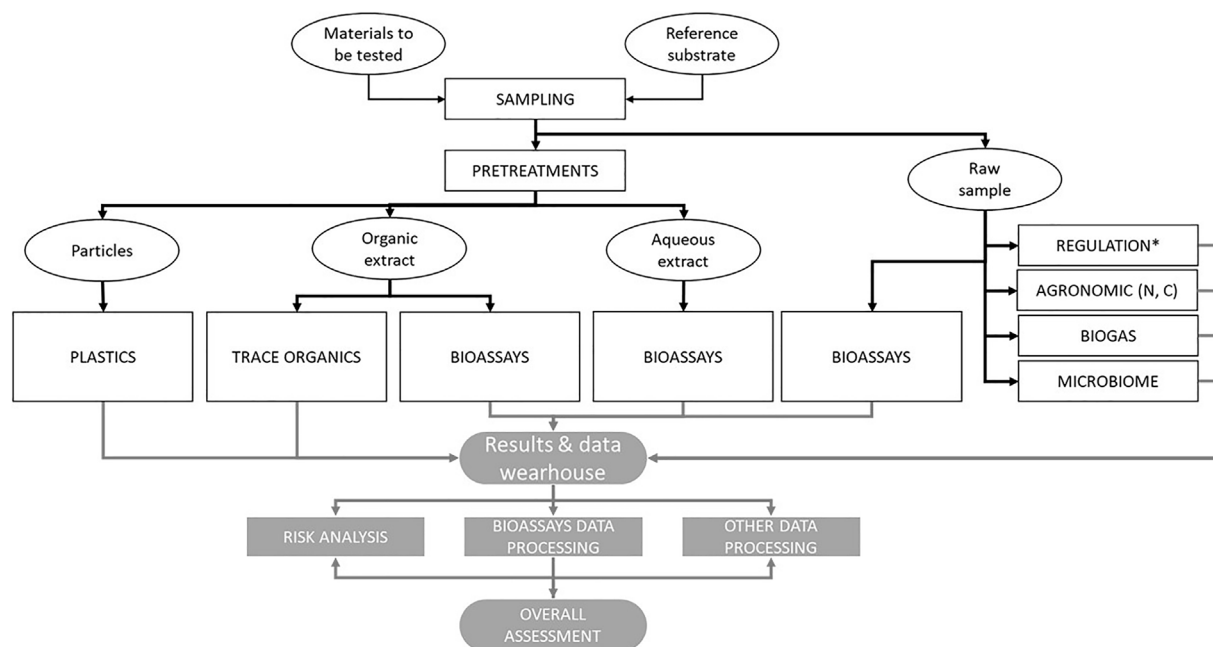 Materials to
be tested
Reference
substrate
SAMPLING
PRETREATMENTS
Raw
sample
Particles
Organic
extract
Aqueous
extract
REGULATION*
AGRONOMIC (N, C)
BIOGAS
MICROBIOME
PLASTICS
TRACE ORGANICS
BIOASSAYS
BIOASSAYS
BIOASSAYS
Results & data
wearhouse
RISK ANALYSIS
BIOASSAYS DATA
PROCESSING
OTHER DATA
PROCESSING
OVERALL
ASSESSMENT